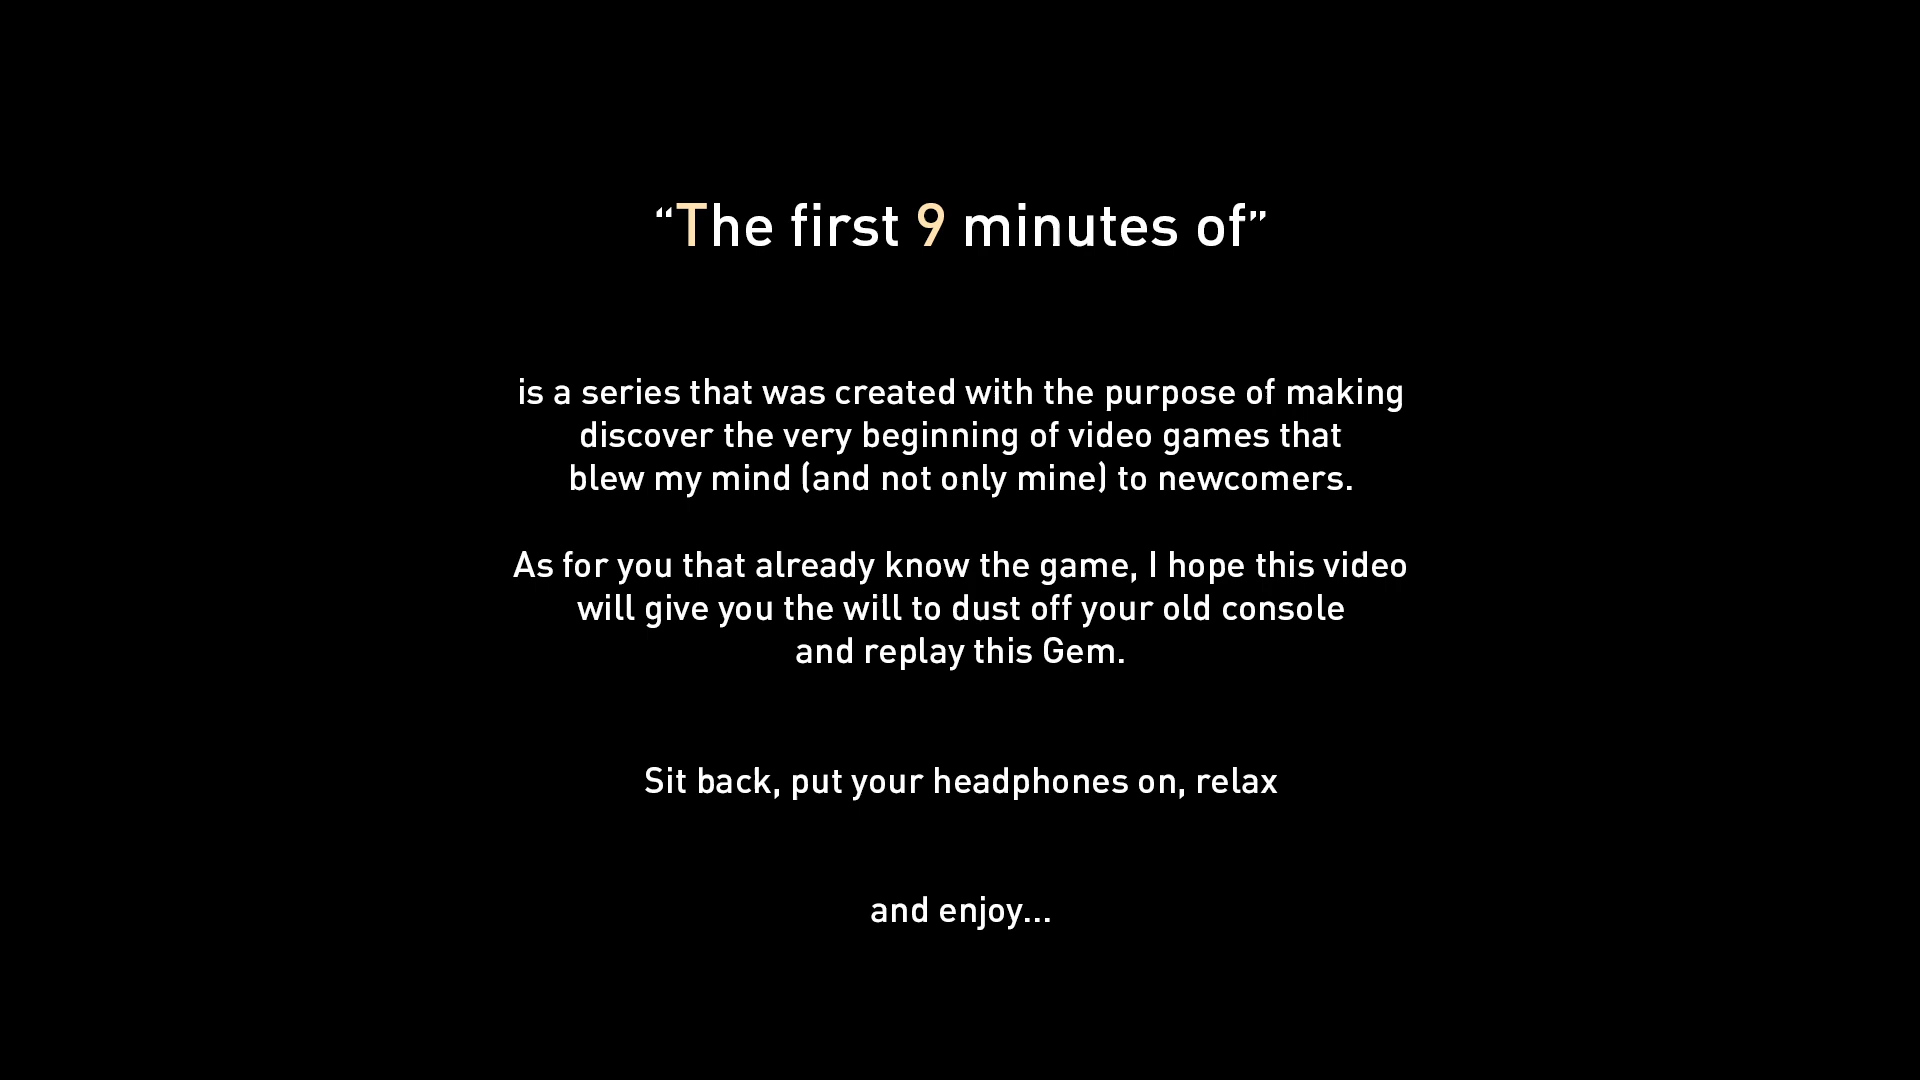 “The first 9 minutes of”
is a series that was created with the purpose of making
discover the very beginning of video games that
blew my mind (and not only mine) to newcomers.
As for you that already know the game, I hope this video
will give you the will to dust off your old console
and replay this Gem.
Sit back, put your headphones on, relax
and enjoy...